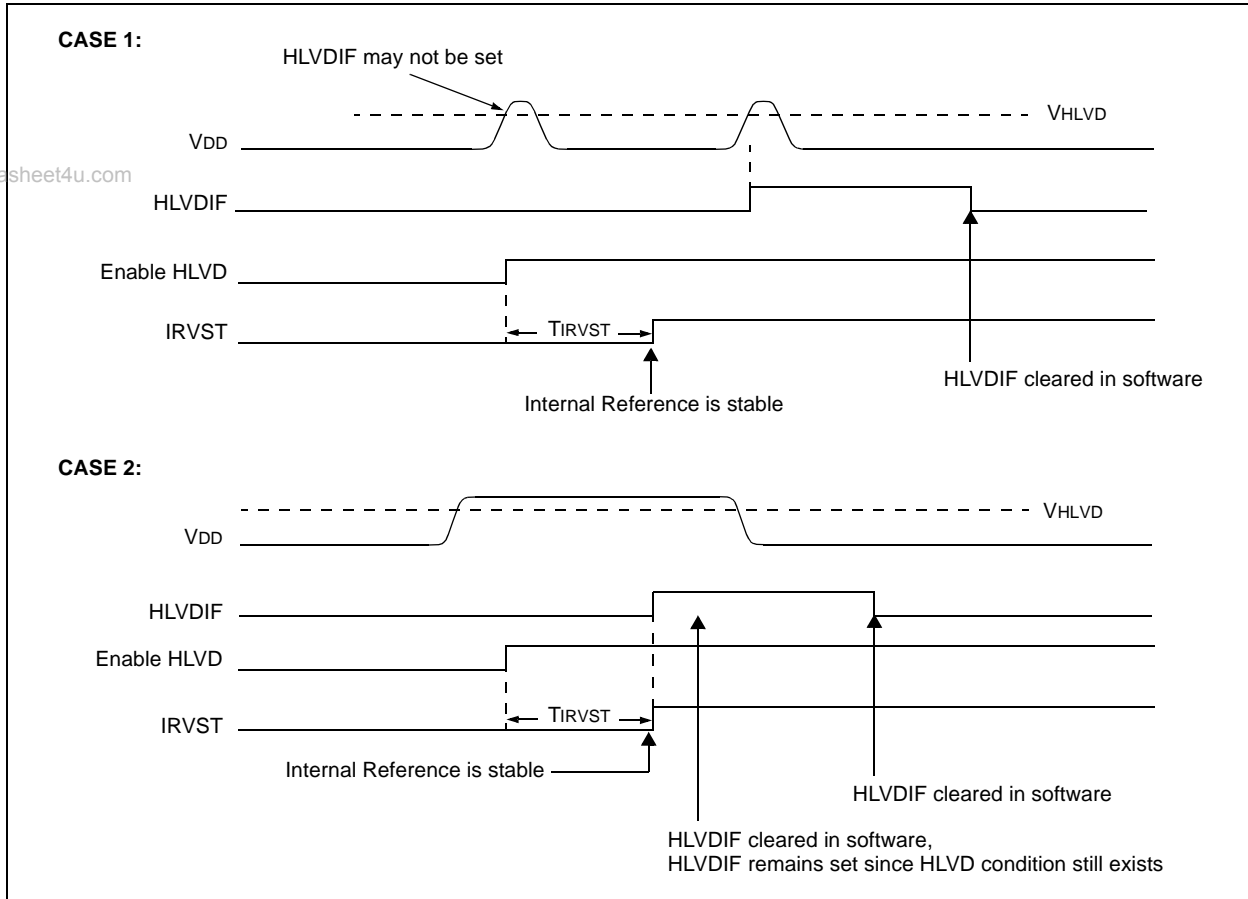 CASE 1:
HLVDIF may not be set
VHLVD
VDD
asheet4u.com
HLVDIF
Enable HLVD
IRVST
TIRVST
HLVDIF cleared in software
Internal Reference is stable
CASE 2:
VHLVD
VDD
HLVDIF
Enable HLVD
TIRVST
IRVST
Internal Reference is stable
HLVDIF cleared in software
HLVDIF cleared in software,
HLVDIF remains set since HLVD condition still exists